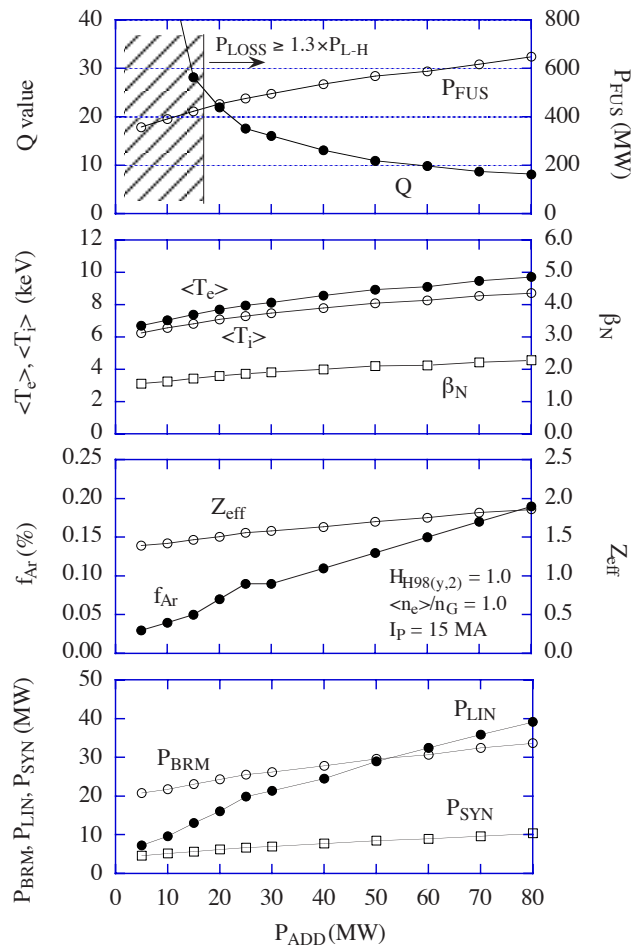 40
30
20
10
0
Q value
P_LOSS ≥ 1.3×P_L-H
P_FUS
Q
800
600
400
200
0
P_FUS (MW)
12
10
8
6
4
2
0
<T_e>, <T_i> (keV)
<T_e>
<T_i>
β_N
6.0
5.0
4.0
3.0
2.0
1.0
0.0
β_N
0.25
0.20
0.15
0.10
0.05
0.00
f_Ar (%)
Z_eff
f_Ar
H_H98(y,2) = 1.0
<n_e>/n_G = 1.0
I_P = 15 MA
2.5
2.0
1.5
1.0
0.5
0.0
Z_eff
50
40
30
20
10
0
P_BRM, P_LIN, P_SYN (MW)
P_LIN
P_BRM
P_SYN
0 10 20 30 40 50 60 70 80
P_ADD (MW)